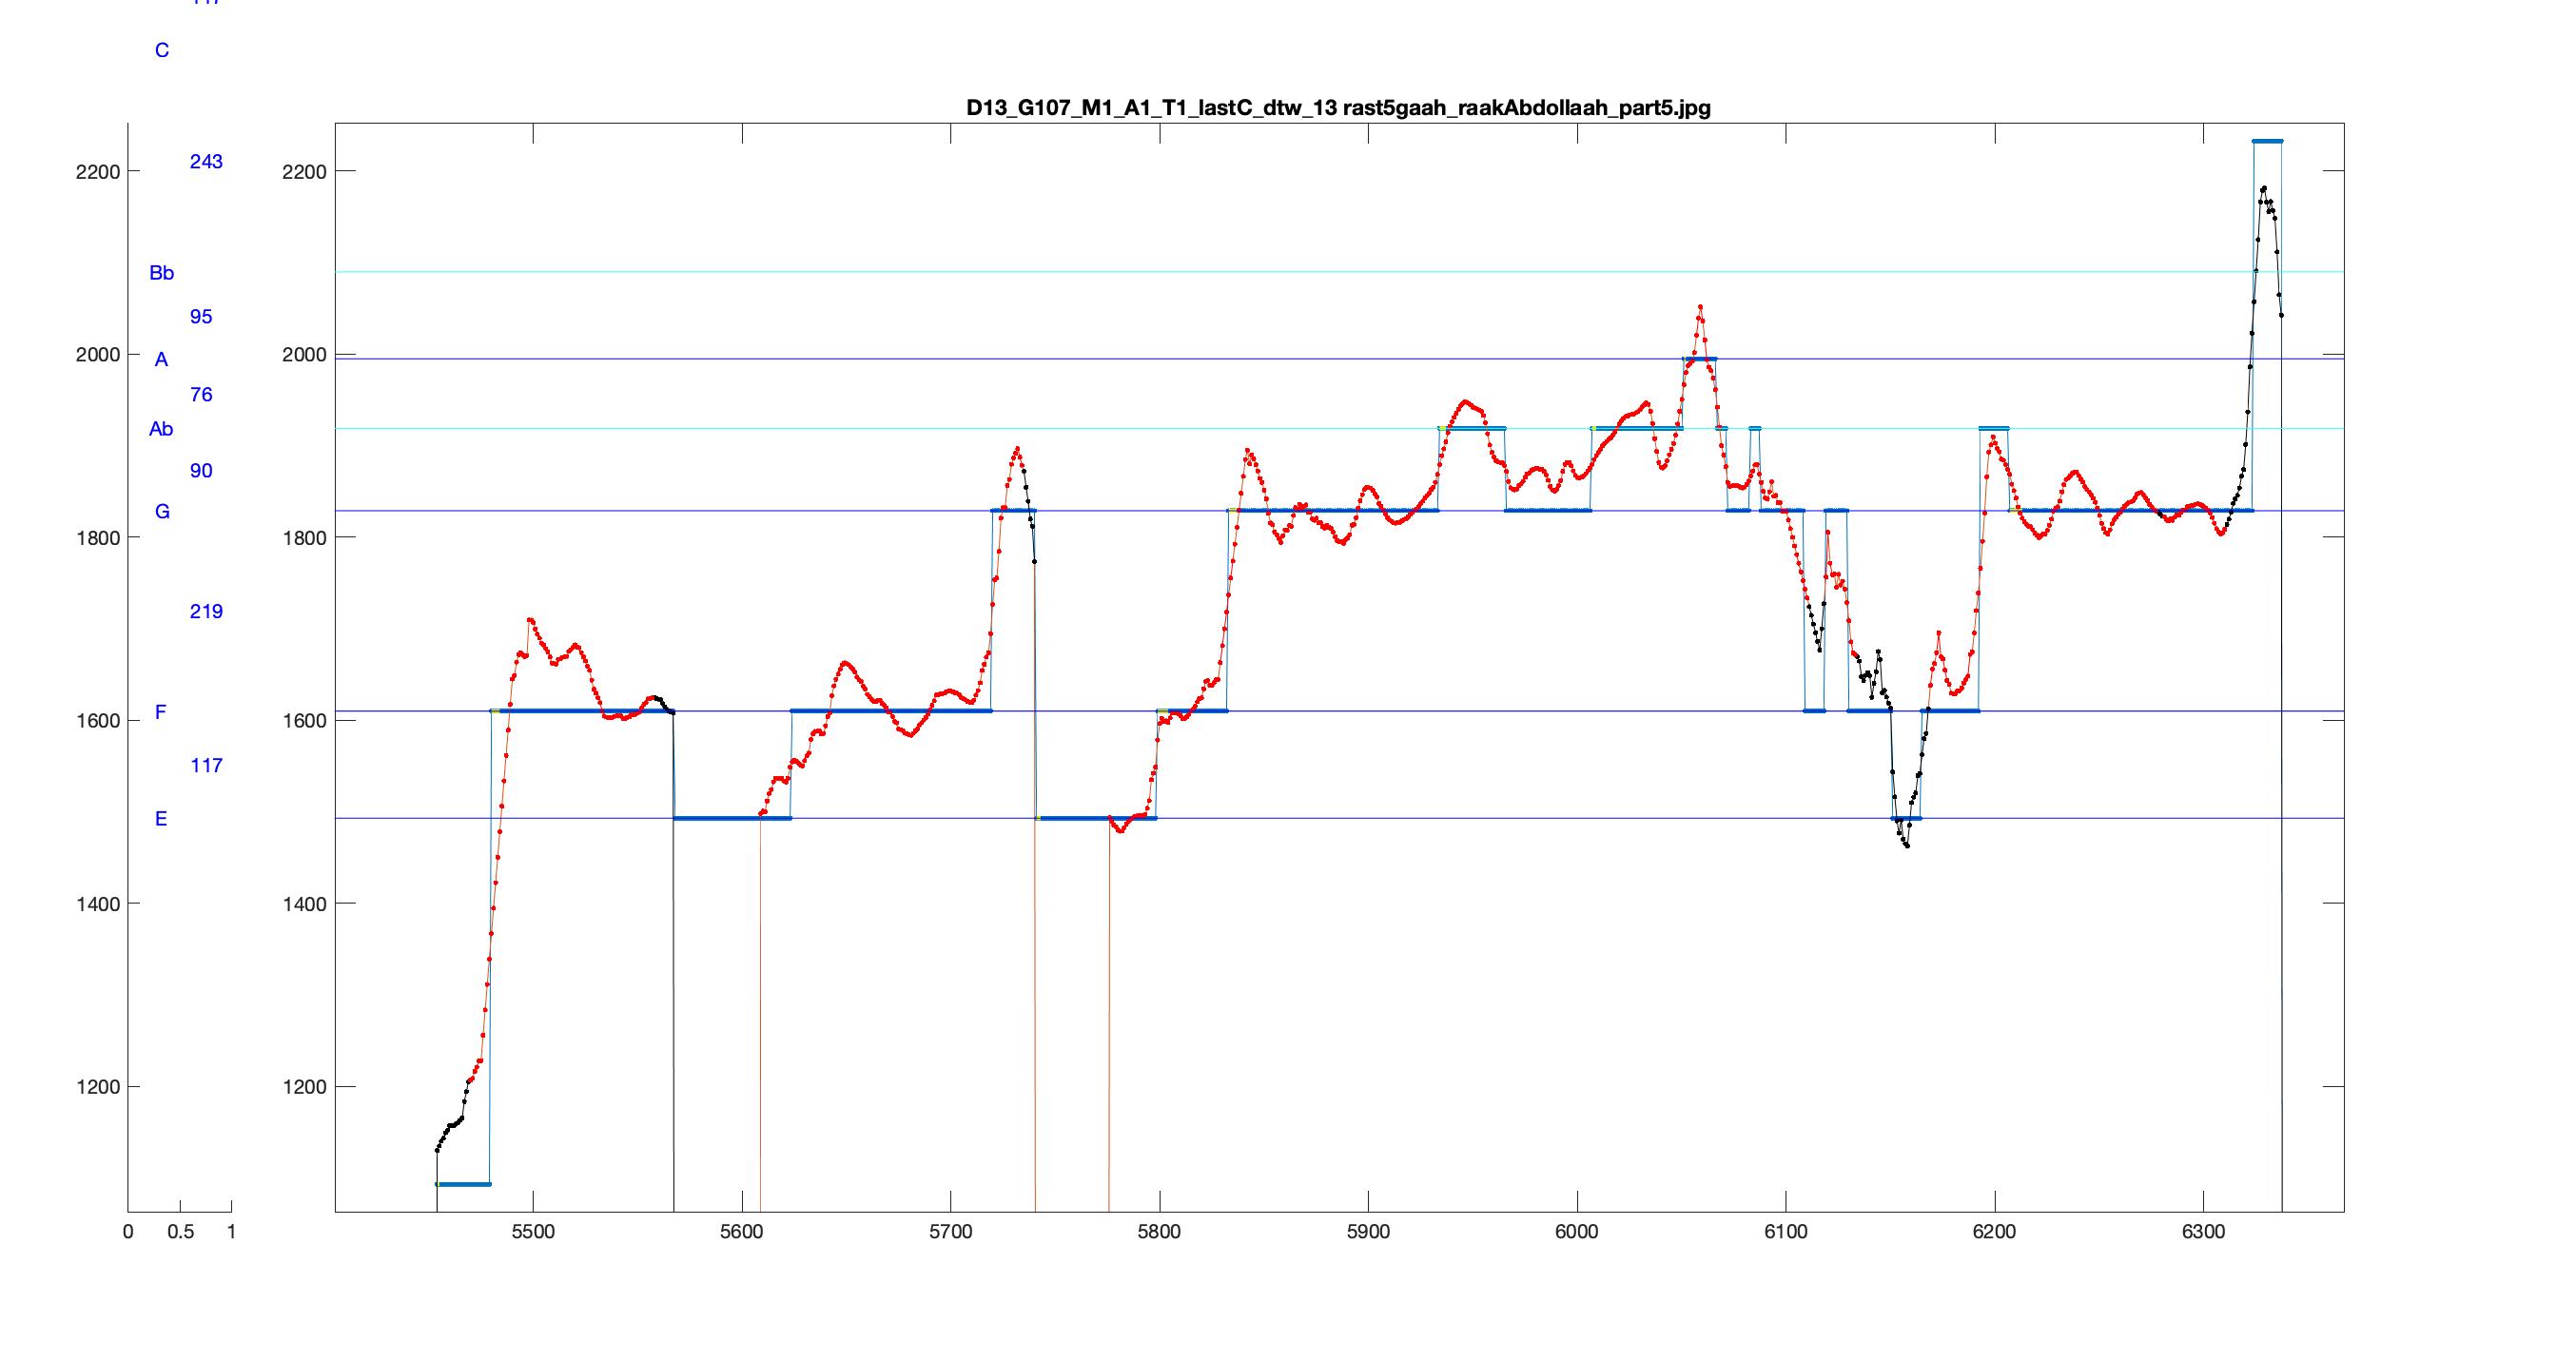 C
D13_G107_M1_A1_T1_lastC_dtw_13 rast5gaah_raakAbdollaah_part5.jpg
2200 243 2200
Bb
95
2000 A 2000
76
Ab
90
G
1800 1800
219
F
1600 1600
117
E
1400 1400
1200 1200
0 0.5 1 5500 5600 5700 5800 5900 6000 6100 6200 6300